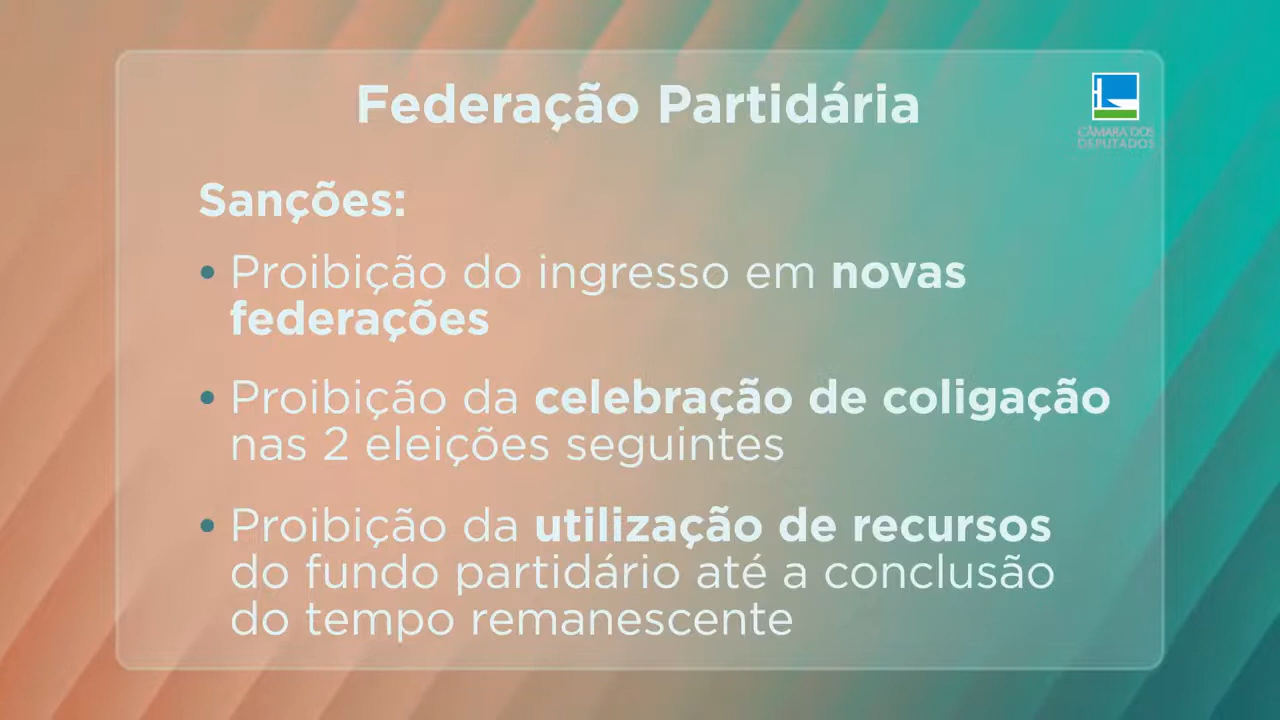 Federação Partidária
CÂMARA DOS
DEPUTADOS
Sanções:
• Proibição do ingresso em novas
federações
• Proibição da celebração de coligação
nas 2 eleições seguintes
• Proibição da utilização de recursos
do fundo partidário até a conclusão
do tempo remanescente